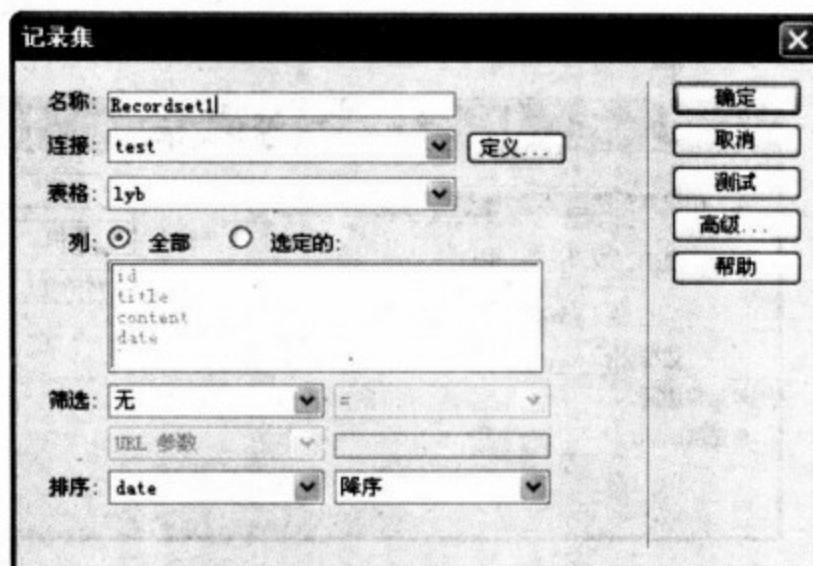 记录集
名称: Recordset1
确定
连接: test 定义...
取消
表格: lyb
测试
列: 全部 选定的:
高级...
id
帮助
title
content
date
筛选: 无 =
URL 参数
排序: date 降序